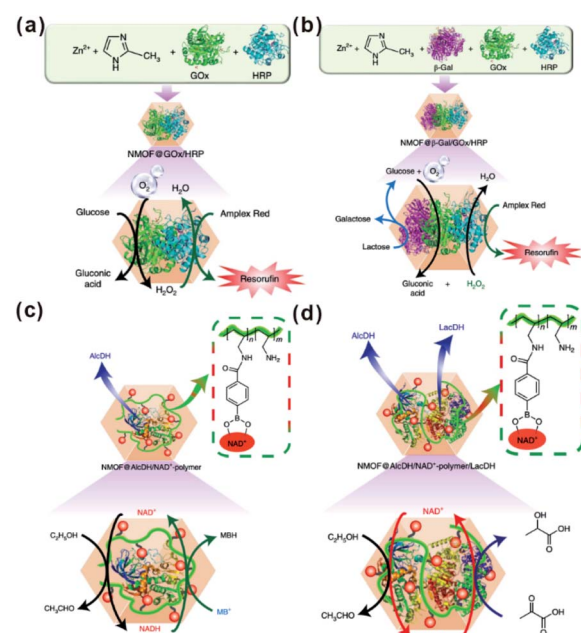 (a)
Zn²⁺ + N N H CH₃ + GOx + HRP
NMOF@GOx/HRP
O₂
H₂O
Glucose
Amplex Red
Gluconic acid
H₂O₂
Resorufin
(b)
Zn²⁺ + N N H CH₃ + β-Gal + GOx + HRP
NMOF@β-Gal/GOx/HRP
Glucose + O₂
H₂O
Galactose
Amplex Red
Lactose
Resorufin
Gluconic acid + H₂O₂
(c)
AlcDH
n m
NH NH₂
O
B
O O
NAD⁺
NMOF@AlcDH/NAD⁺-polymer
NAD⁺
C₂H₅OH
MBH
CH₃CHO
MB⁺
NADH
(d)
AlcDH
LacDH
n m
NH NH₂
O
B
O O
NAD⁺
NMOF@AlcDH/NAD⁺-polymer/LacDH
NAD⁺
C₂H₅OH
OH
OH
O
CH₃CHO
O
OH
O
NADH